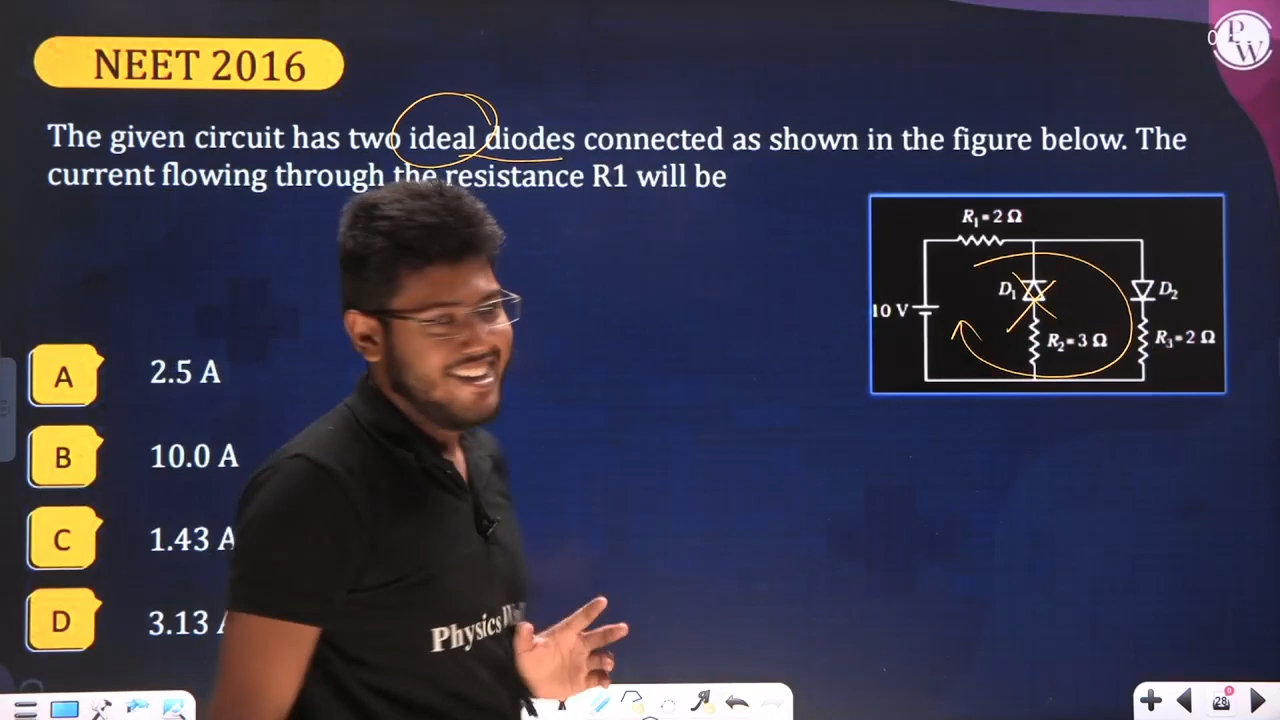 NEET 2016
The given circuit has two ideal diodes connected as shown in the figure below. The
current flowing through the resistance R1 will be
R₁=2 Ω
D₁
D₂
10 V
R₂=3 Ω
R₃=2 Ω
A 2.5 A
B 10.0 A
C 1.43 A
D 3.13 A
Physics
PW
28